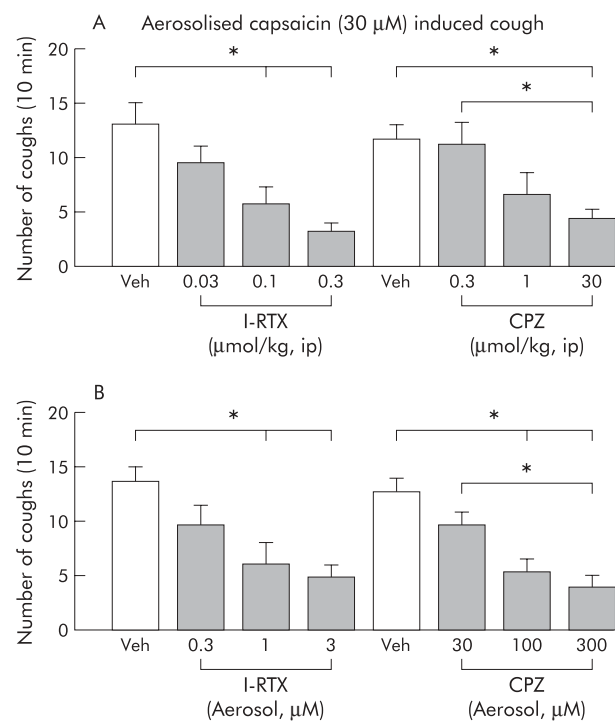 A Aerosolised capsaicin (30 μM) induced cough
Number of coughs (10 min)
20
15
10
5
0
* * *
Veh 0.03 0.1 0.3 Veh 0.3 1 30
I-RTX CPZ
(μmol/kg, ip) (μmol/kg, ip)
B
Number of coughs (10 min)
20
15
10
5
0
* * *
Veh 0.3 1 3 Veh 30 100 300
I-RTX CPZ
(Aerosol, μM) (Aerosol, μM)